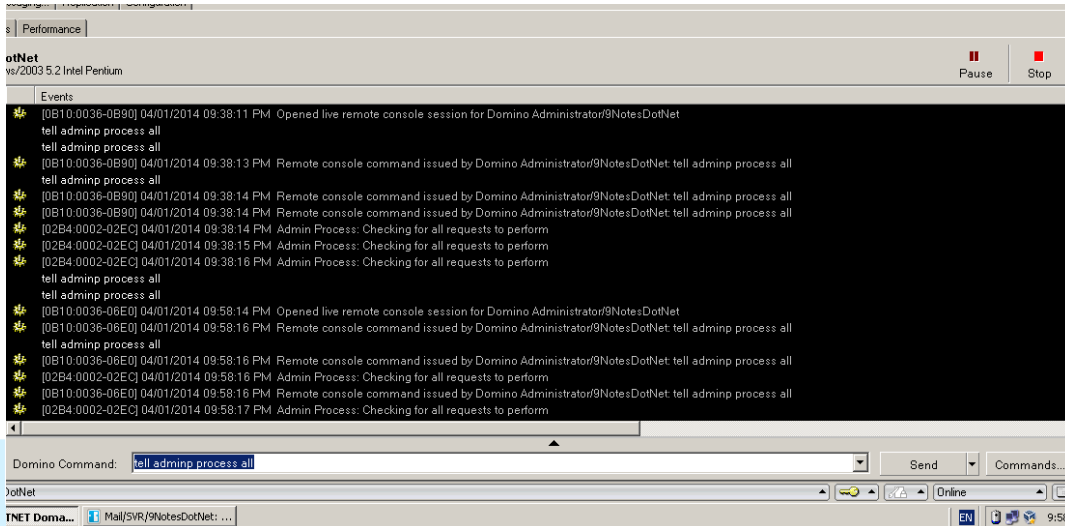 Messaging... Replication Configuration
s Performance
otNet
ws/2003 5.2 Intel Pentium
Pause Stop
Events
[0B10:0036-0B90] 04/01/2014 09:38:11 PM Opened live remote console session for Domino Administrator/9NotesDotNet
tell adminp process all
tell adminp process all
[0B10:0036-0B90] 04/01/2014 09:38:13 PM Remote console command issued by Domino Administrator/9NotesDotNet: tell adminp process all
tell adminp process all
[0B10:0036-0B90] 04/01/2014 09:38:14 PM Remote console command issued by Domino Administrator/9NotesDotNet: tell adminp process all
[0B10:0036-0B90] 04/01/2014 09:38:14 PM Remote console command issued by Domino Administrator/9NotesDotNet: tell adminp process all
[02B4:0002-02EC] 04/01/2014 09:38:14 PM Admin Process: Checking for all requests to perform
[02B4:0002-02EC] 04/01/2014 09:38:15 PM Admin Process: Checking for all requests to perform
[02B4:0002-02EC] 04/01/2014 09:38:16 PM Admin Process: Checking for all requests to perform
tell adminp process all
tell adminp process all
[0B10:0036-06E0] 04/01/2014 09:58:14 PM Opened live remote console session for Domino Administrator/9NotesDotNet
[0B10:0036-06E0] 04/01/2014 09:58:16 PM Remote console command issued by Domino Administrator/9NotesDotNet: tell adminp process all
tell adminp process all
[0B10:0036-06E0] 04/01/2014 09:58:16 PM Remote console command issued by Domino Administrator/9NotesDotNet: tell adminp process all
[02B4:0002-02EC] 04/01/2014 09:58:16 PM Admin Process: Checking for all requests to perform
[0B10:0036-06E0] 04/01/2014 09:58:16 PM Remote console command issued by Domino Administrator/9NotesDotNet: tell adminp process all
[02B4:0002-02EC] 04/01/2014 09:58:17 PM Admin Process: Checking for all requests to perform
Domino Command: tell adminp process all Send Commands...
DotNet Online
TNET Doma... Mail/SVR/9NotesDotNet: ... EN 9:58